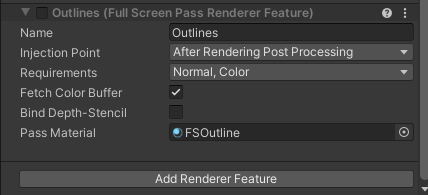 Outlines (Full Screen Pass Renderer Feature)
Name Outlines
Injection Point After Rendering Post Processing
Requirements Normal, Color
Fetch Color Buffer
Bind Depth-Stencil
Pass Material FSOutline
Add Renderer Feature